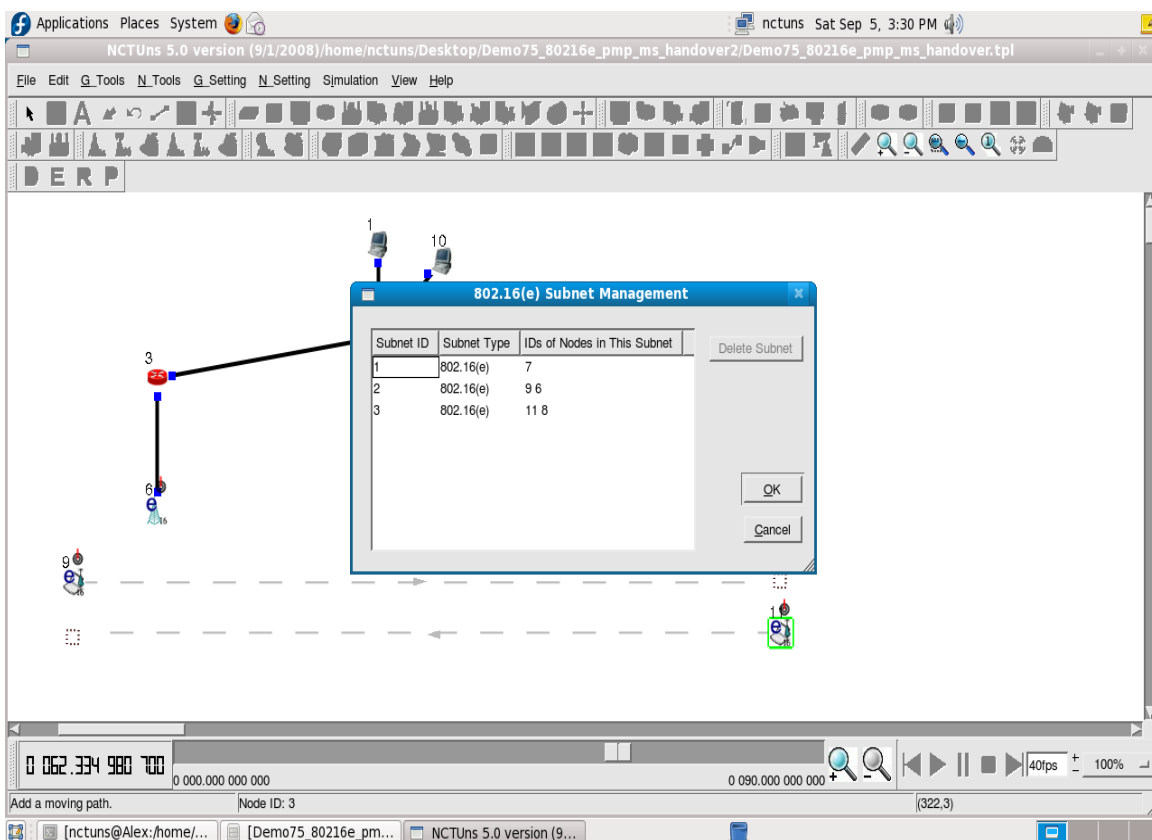 Applications Places System nctuns Sat Sep 5, 3:30 PM
NCTUns 5.0 version (9/1/2008)/home/nctuns/Desktop/Demo75_80216e_pmp_ms_handover2/Demo75_80216e_pmp_ms_handover.tpl
File Edit G_Tools N_Tools G_Setting N_Setting Simulation View Help
A
D E R P
1
10
802.16(e) Subnet Management
Subnet ID Subnet Type IDs of Nodes in This Subnet
Delete Subnet
1 802.16(e) 7
2 802.16(e) 9 6
3 802.16(e) 11 8
3
OK
Cancel
6
e
16
9
e
16
1
e
16
0 062.334 980 700
0 000.000 000 000
0 090.000 000 000
40fps
+
-
100%
Add a moving path.
Node ID: 3
(322,3)
[nctuns@Alex:/home/...
[Demo75_80216e_pm...
NCTUns 5.0 version (9...